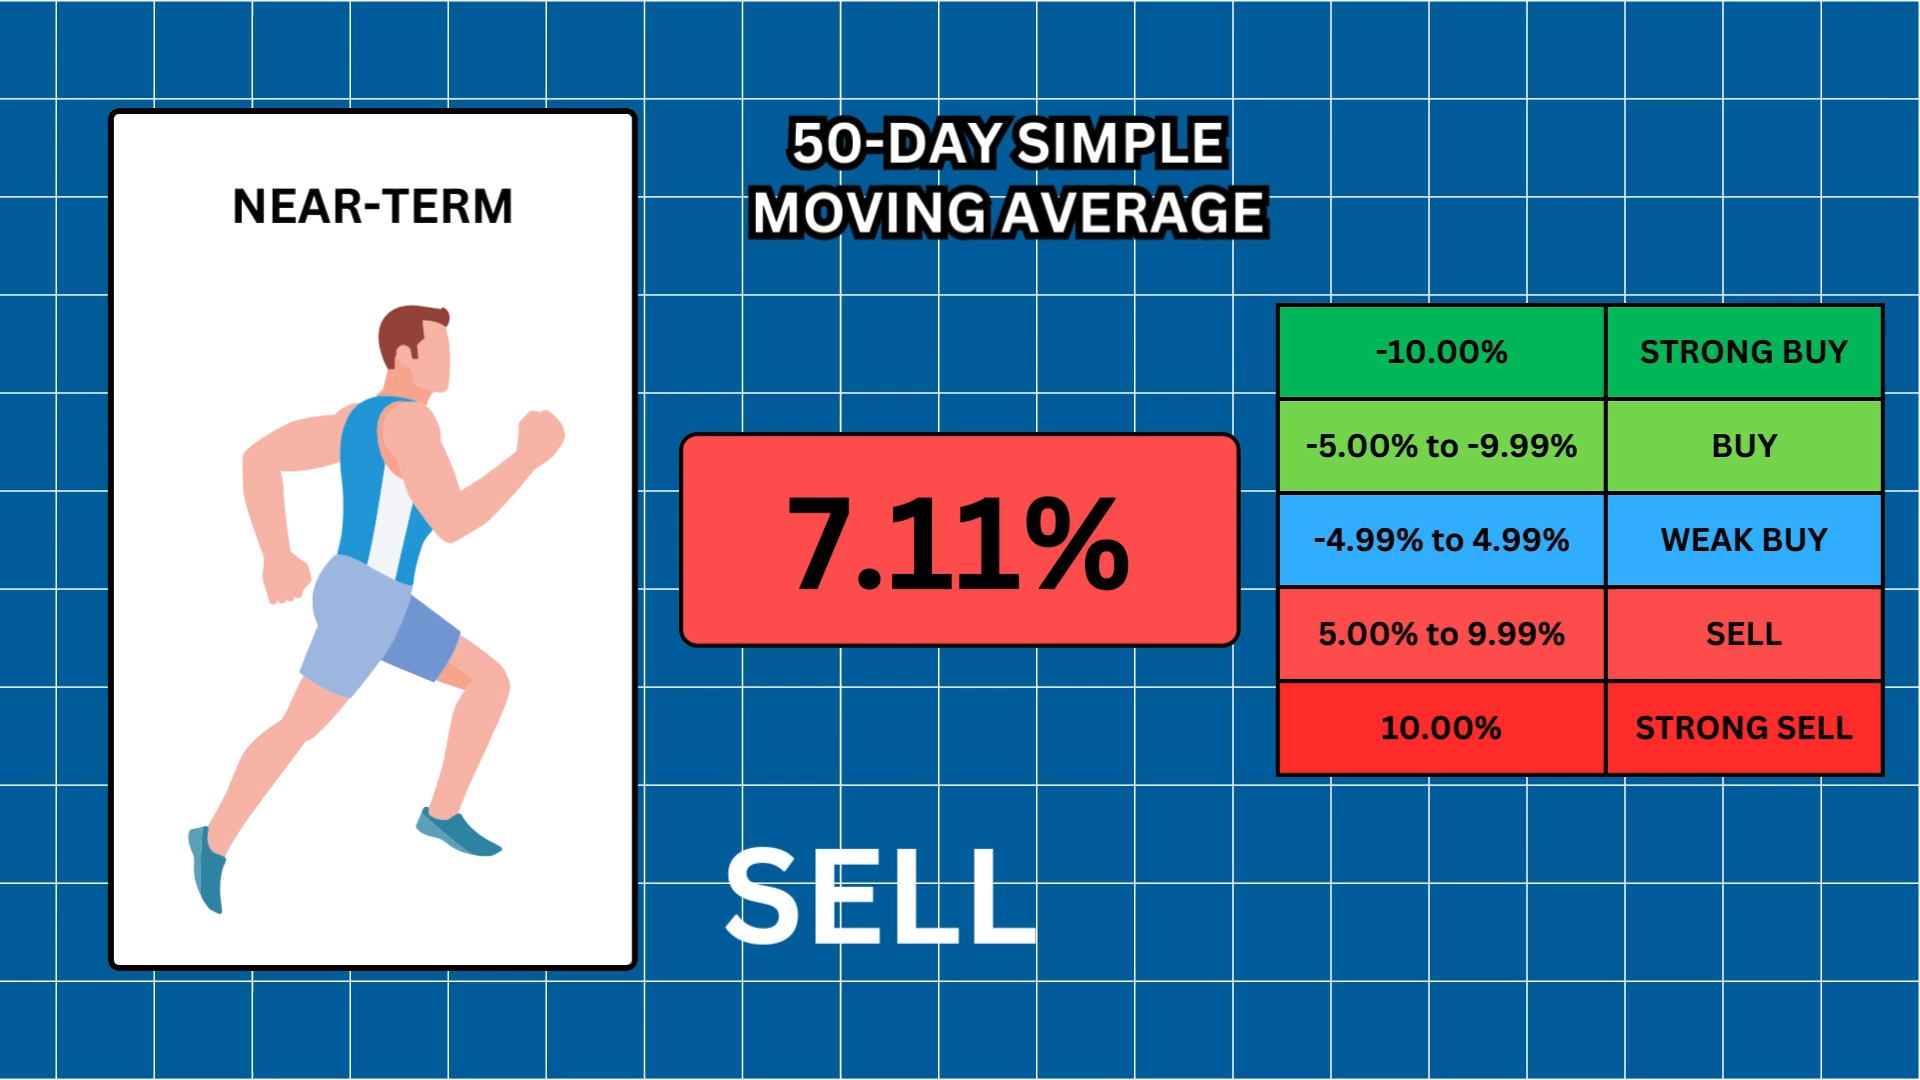 NEAR-TERM
50-DAY SIMPLE
MOVING AVERAGE
7.11%
-10.00% STRONG BUY
-5.00% to -9.99% BUY
-4.99% to 4.99% WEAK BUY
5.00% to 9.99% SELL
10.00% STRONG SELL
SELL